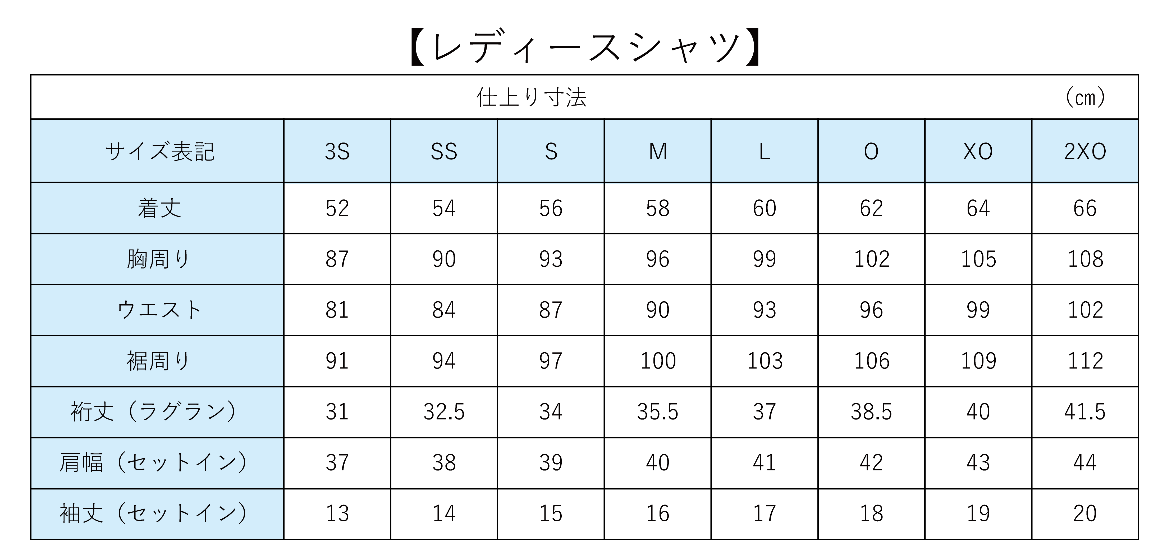 【レディースシャツ】
仕上り寸法 （㎝）
サイズ表記 3S SS S M L O XO 2XO
着丈 52 54 56 58 60 62 64 66
胸周り 87 90 93 96 99 102 105 108
ウエスト 81 84 87 90 93 96 99 102
裾周り 91 94 97 100 103 106 109 112
裄丈（ラグラン） 31 32.5 34 35.5 37 38.5 40 41.5
肩幅（セットイン） 37 38 39 40 41 42 43 44
袖丈（セットイン） 13 14 15 16 17 18 19 20